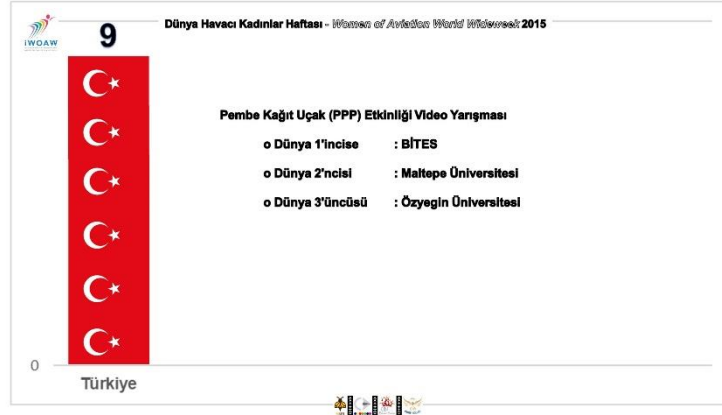 iWOAW
9
Dünya Havacı Kadınlar Haftası - Women of Aviation World Wideweek 2015
Pembe Kağıt Uçak (PPP) Etkinliği Video Yarışması
o Dünya 1'incise : BİTES
o Dünya 2'ncisi : Maltepe Üniversitesi
o Dünya 3'üncüsü : Özyegin Üniversitesi
0
Türkiye